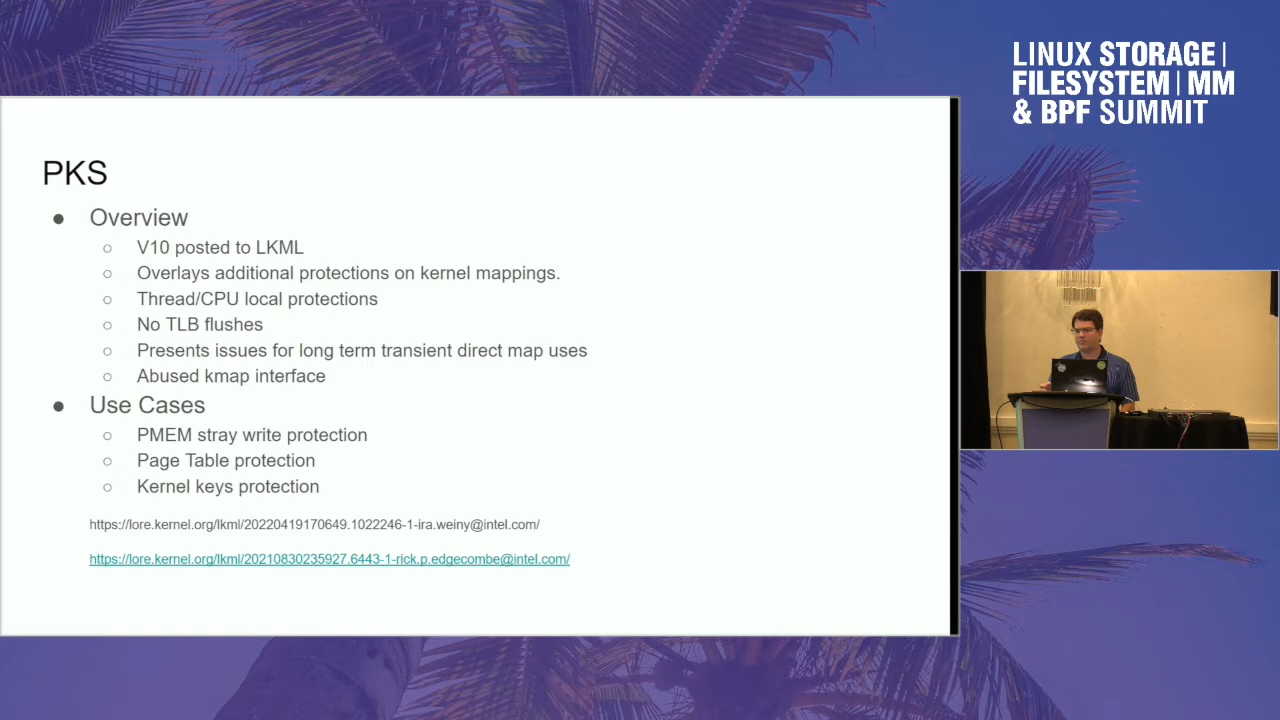 LINUX STORAGE |
FILESYSTEM | MM
& BPF SUMMIT
PKS
● Overview
○ V10 posted to LKML
○ Overlays additional protections on kernel mappings.
○ Thread/CPU local protections
○ No TLB flushes
○ Presents issues for long term transient direct map uses
○ Abused kmap interface
● Use Cases
○ PMEM stray write protection
○ Page Table protection
○ Kernel keys protection
https://lore.kernel.org/lkml/20220419170649.1022246-1-ira.weiny@intel.com/
https://lore.kernel.org/lkml/20210830235927.6443-1-rick.p.edgecombe@intel.com/